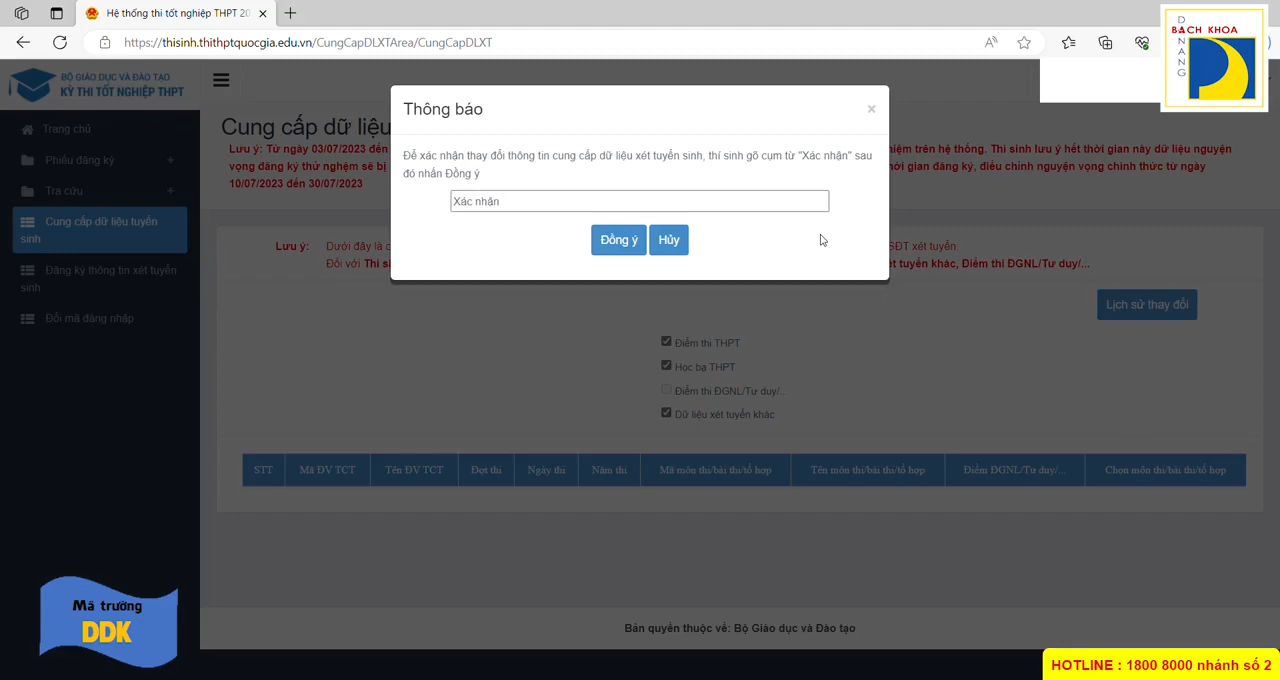 Hệ thống thi tốt nghiệp THPT 20
https://thisinh.thithptquocgia.edu.vn/CungCapDLXTArea/CungCapDLXT
DANANG
BÁCH KHOA
BỘ GIÁO DỤC VÀ ĐÀO TẠO
KỲ THI TỐT NGHIỆP THPT
Trang chủ
Phiếu đăng ký
Tra cứu
Cung cấp dữ liệu tuyển
sinh
Đăng ký thông tin xét tuyển
sinh
Đổi mã đăng nhập
Thông báo
Để xác nhận thay đổi thông tin cung cấp dữ liệu xét tuyển sinh, thí sinh gõ cụm từ "Xác nhận" sau
đó nhấn Đồng ý
Xác nhận
Đồng ý Hủy
Cung cấp dữ liệu
Lưu ý: Từ ngày 03/07/2023 đến niệm trên hệ thống. Thí sinh lưu ý hết thời gian này dữ liệu nguyện
vọng đăng ký thử nghệm sẽ bị hời gian đăng ký, điều chỉnh nguyện vọng chính thức từ ngày
10/07/2023 đến 30/07/2023
Lưu ý: Dưới đây là c SĐT xét tuyển.
Đối với Thí si ét tuyển khác, Điểm thi ĐGNL/Tư duy/...
Lịch sử thay đổi
Điểm thi THPT
Học bạ THPT
Điểm thi ĐGNL/Tư duy/...
Dữ liệu xét tuyển khác
STT Mã ĐV TCT Tên ĐV TCT Đợt thi Ngày thi Năm thi Mã môn thi/bài thi/tổ hợp Tên môn thi/bài thi/tổ hợp Điểm ĐGNL/Tư duy/... Chọn môn thi/bài thi/tổ hợp
Mã trường
DDK
Bản quyền thuộc về: Bộ Giáo dục và Đào tạo
HOTLINE : 1800 8000 nhánh số 2